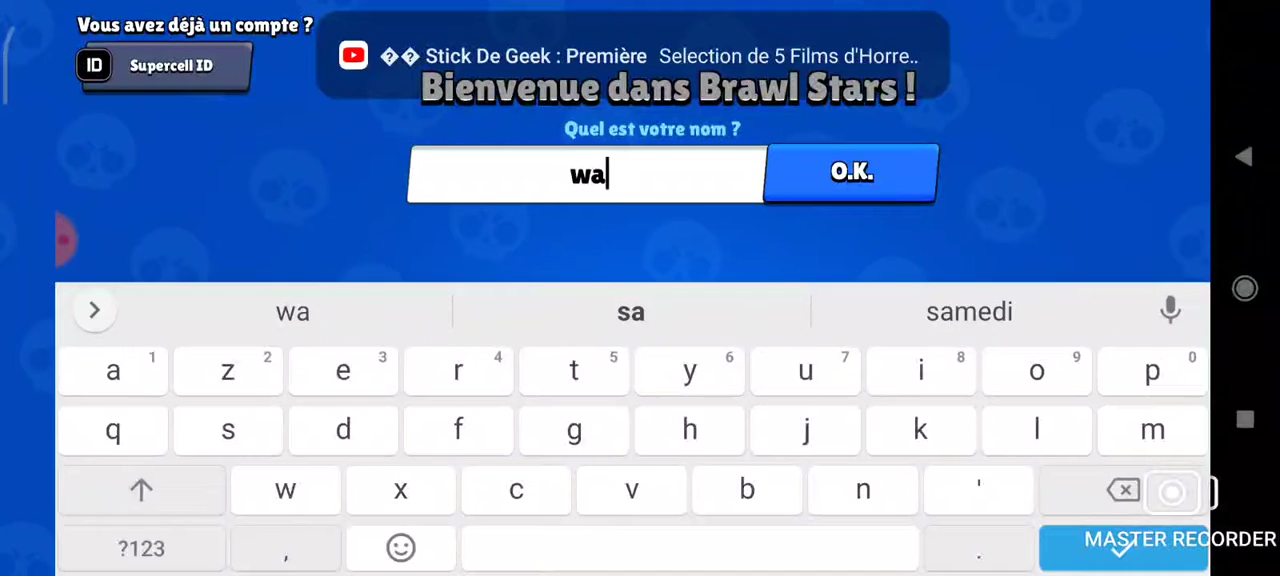 Vous avez déjà un compte ?
ID Supercell ID
�� Stick De Geek : Première Selection de 5 Films d'Horre..
Bienvenue dans Brawl Stars !
Quel est votre nom ?
wa O.K.
wa sa samedi
a 1 z 2 e 3 r 4 t 5 y 6 u 7 i 8 o 9 p 0
q s d f g h j k l m
w x c v b n '
?123 , .
MASTER RECORDER